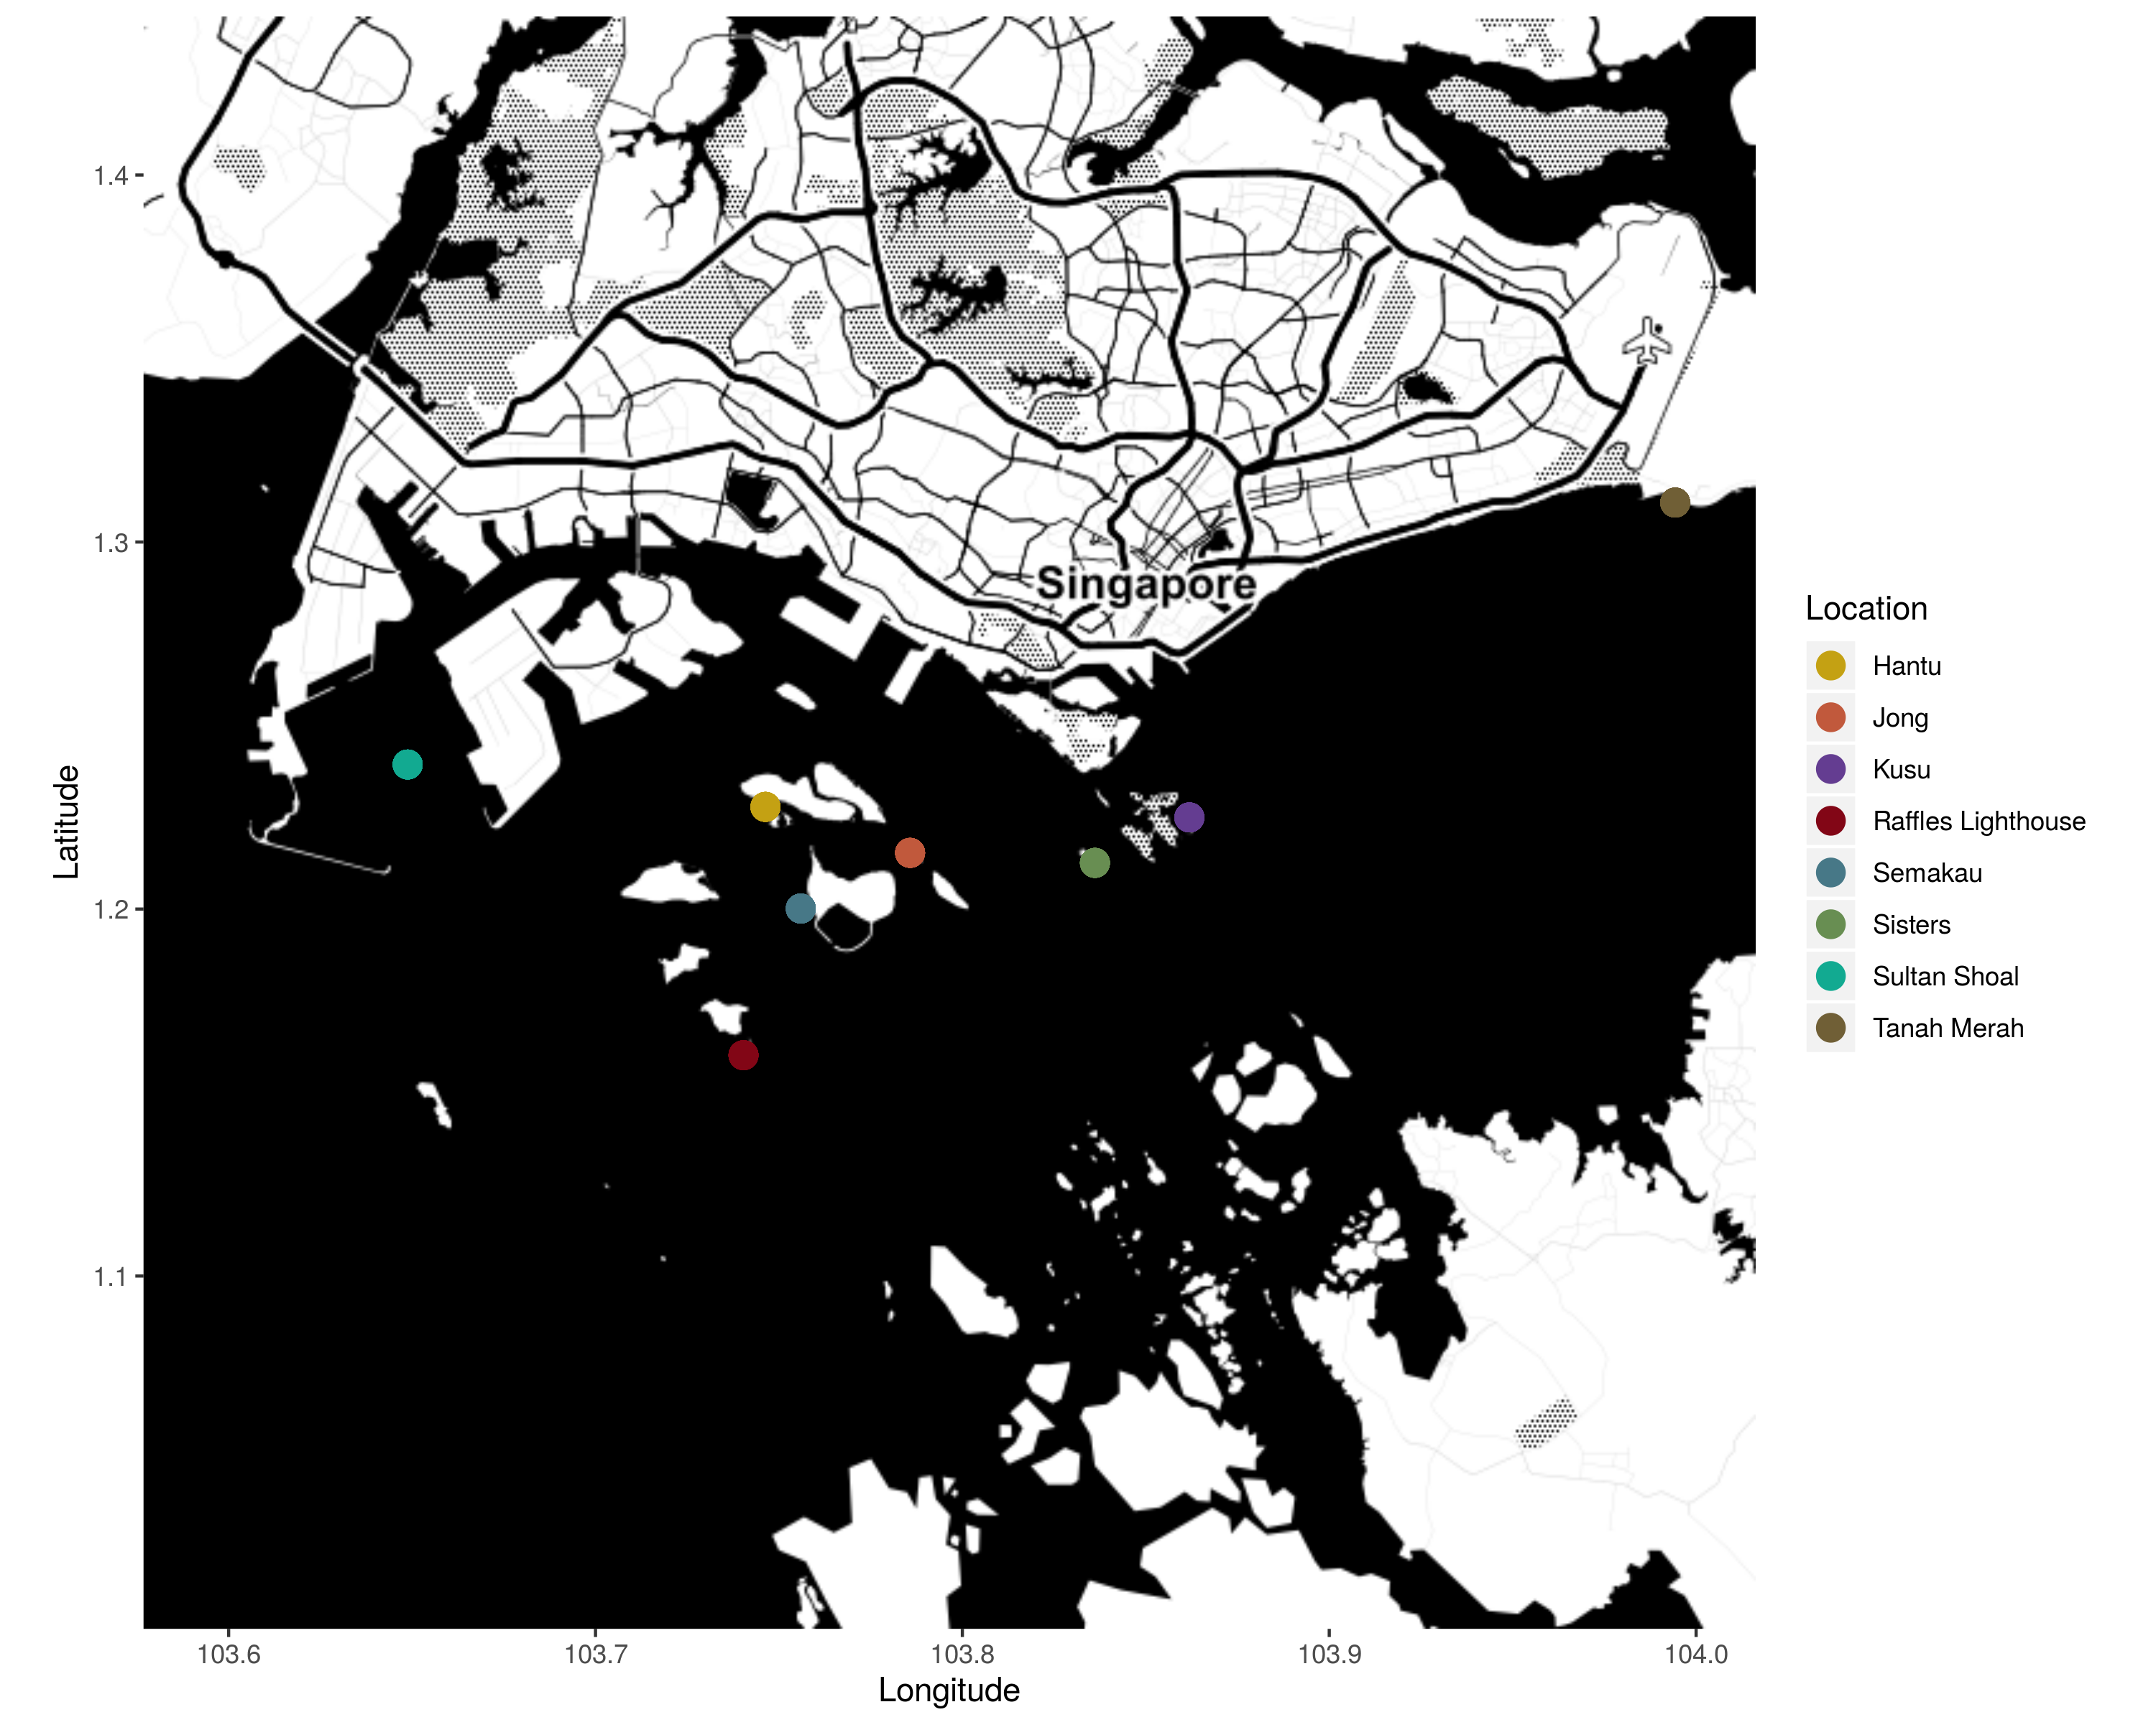 1.4
1.3
1.2
1.1
Latitude
Singapore
103.6
103.7
103.8
103.9
104.0
Longitude
Location
Hantu
Jong
Kusu
Raffles Lighthouse
Semakau
Sisters
Sultan Shoal
Tanah Merah